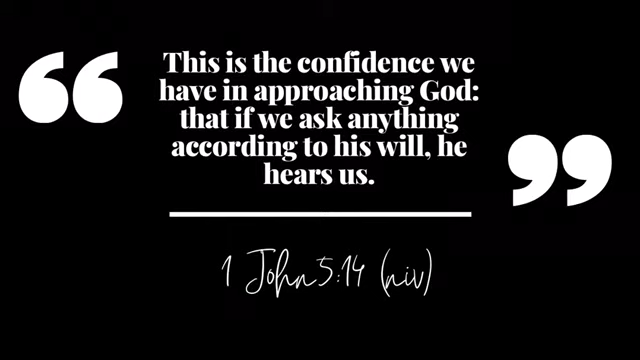 This is the confidence we
have in approaching God:
that if we ask anything
according to his will, he
hears us.
1 John 5:14 (niv)